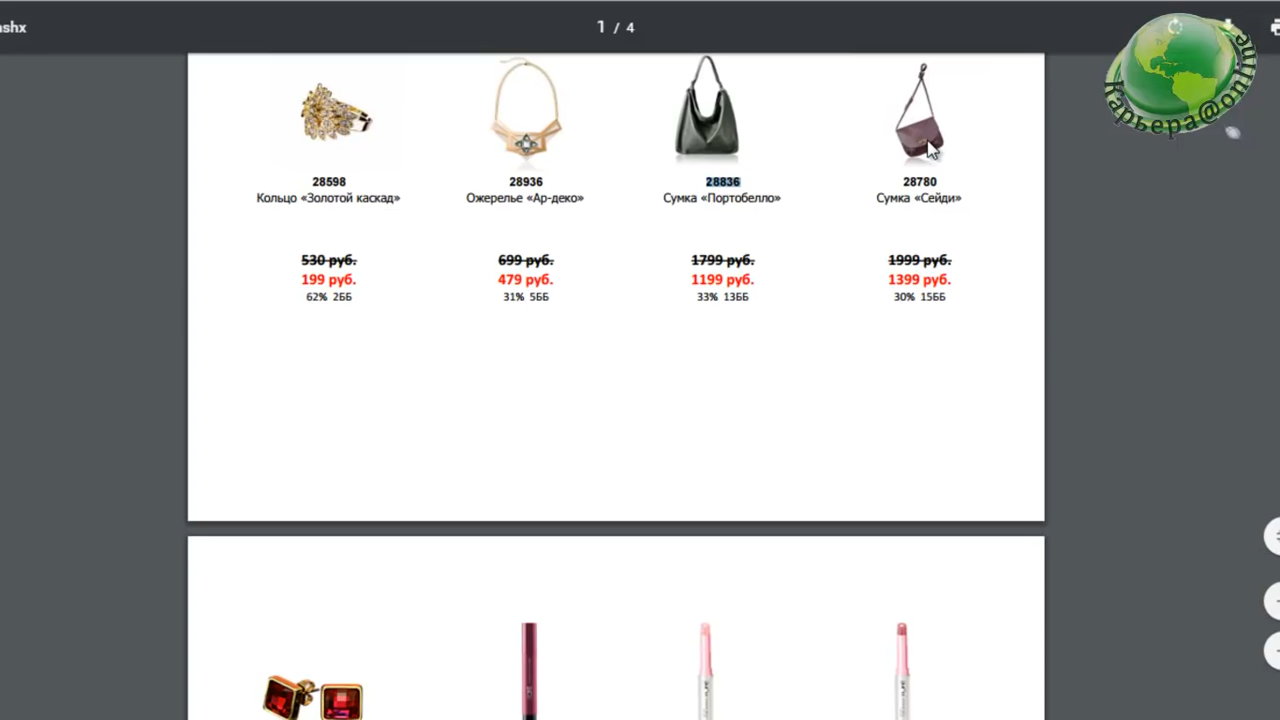 ashx
1 / 4
Карьера@online
28598
28936
28836
28780
Кольцо «Золотой каскад»
Ожерелье «Ар-деко»
Сумка «Портобелло»
Сумка «Сейди»
530 руб.
699 руб.
1799 руб.
1999 руб.
199 руб.
479 руб.
1199 руб.
1399 руб.
62% 2ББ
31% 5ББ
33% 13ББ
30% 15ББ